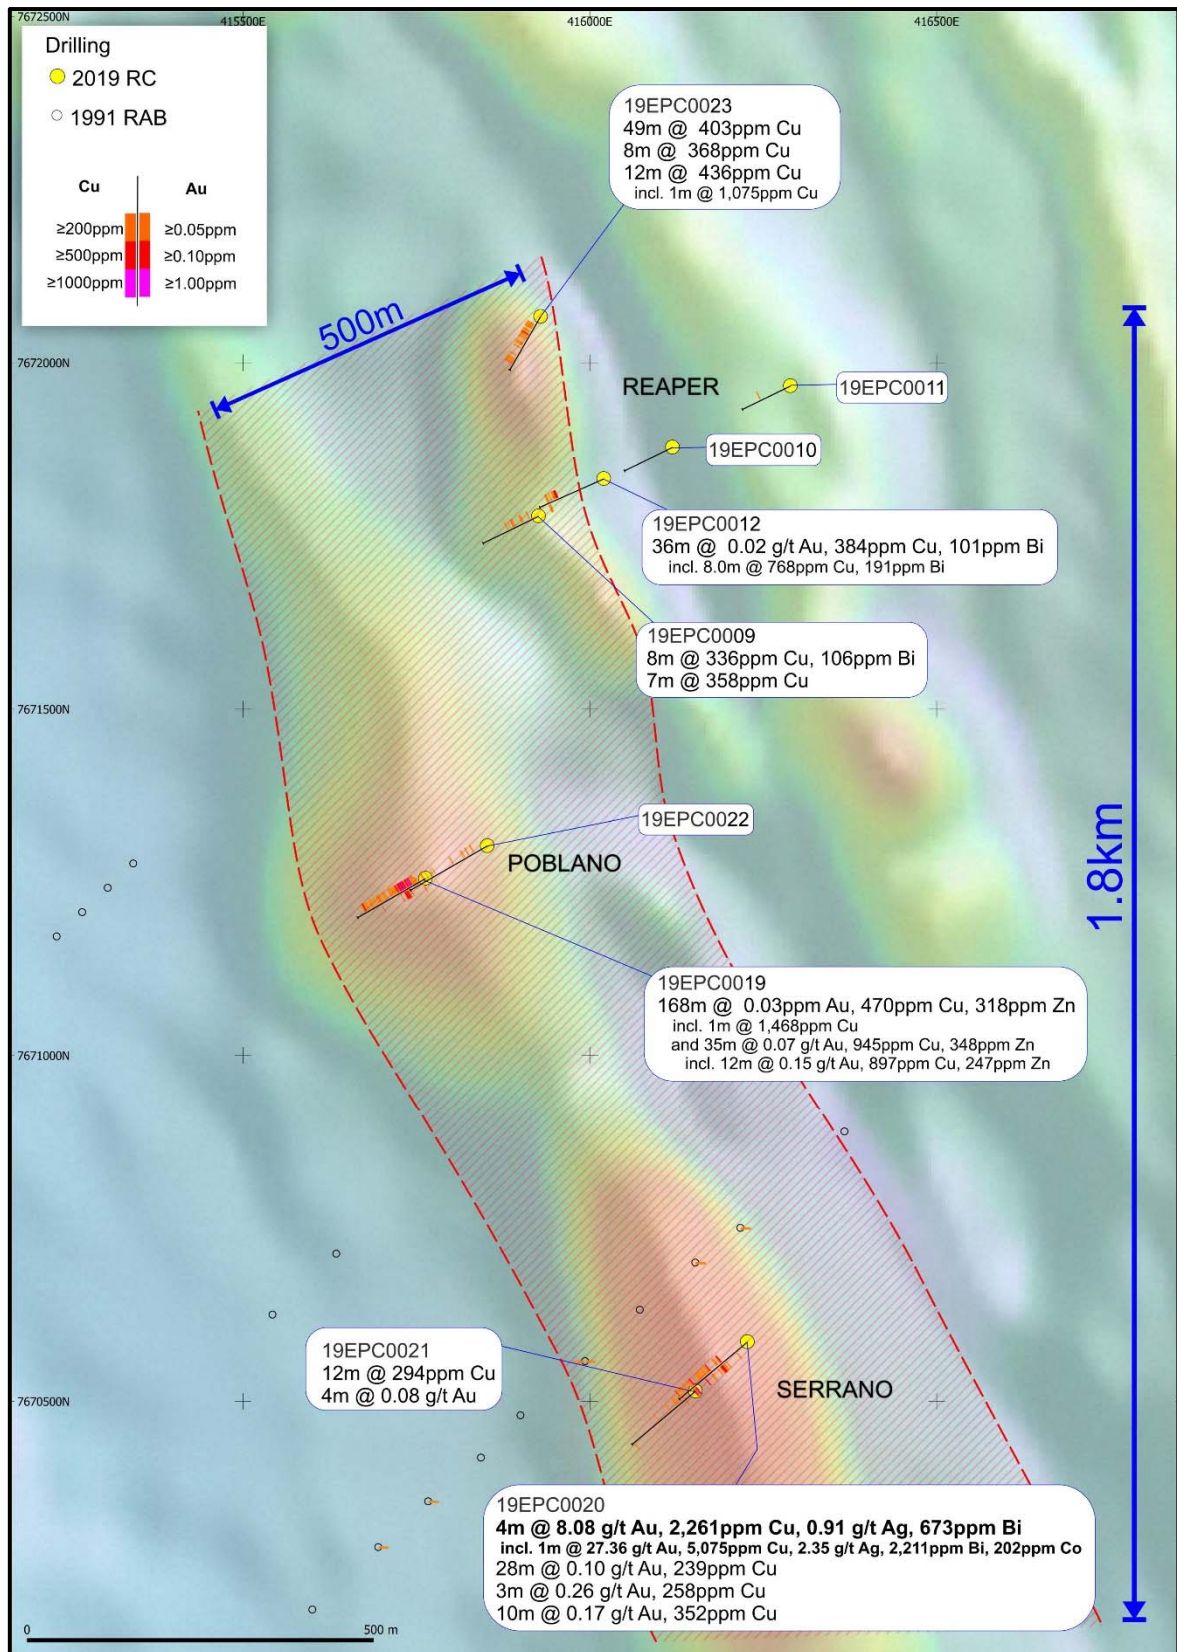 7672500N
415500E
416000E
416500E
Drilling
2019 RC
1991 RAB
Cu Au
≥200ppm ≥0.05ppm
≥500ppm ≥0.10ppm
≥1000ppm ≥1.00ppm
19EPC0023
49m @ 403ppm Cu
8m @ 368ppm Cu
12m @ 436ppm Cu
incl. 1m @ 1,075ppm Cu
500m
7672000N
REAPER
19EPC0011
19EPC0010
19EPC0012
36m @ 0.02 g/t Au, 384ppm Cu, 101ppm Bi
incl. 8.0m @ 768ppm Cu, 191ppm Bi
19EPC0009
8m @ 336ppm Cu, 106ppm Bi
7m @ 358ppm Cu
7671500N
19EPC0022
POBLANO
1.8km
19EPC0019
168m @ 0.03ppm Au, 470ppm Cu, 318ppm Zn
incl. 1m @ 1,468ppm Cu
and 35m @ 0.07 g/t Au, 945ppm Cu, 348ppm Zn
incl. 12m @ 0.15 g/t Au, 897ppm Cu, 247ppm Zn
7671000N
19EPC0021
12m @ 294ppm Cu
4m @ 0.08 g/t Au
SERRANO
7670500N
19EPC0020
4m @ 8.08 g/t Au, 2,261ppm Cu, 0.91 g/t Ag, 673ppm Bi
incl. 1m @ 27.36 g/t Au, 5,075ppm Cu, 2.35 g/t Ag, 2,211ppm Bi, 202ppm Co
28m @ 0.10 g/t Au, 239ppm Cu
3m @ 0.26 g/t Au, 258ppm Cu
10m @ 0.17 g/t Au, 352ppm Cu
0 500 m